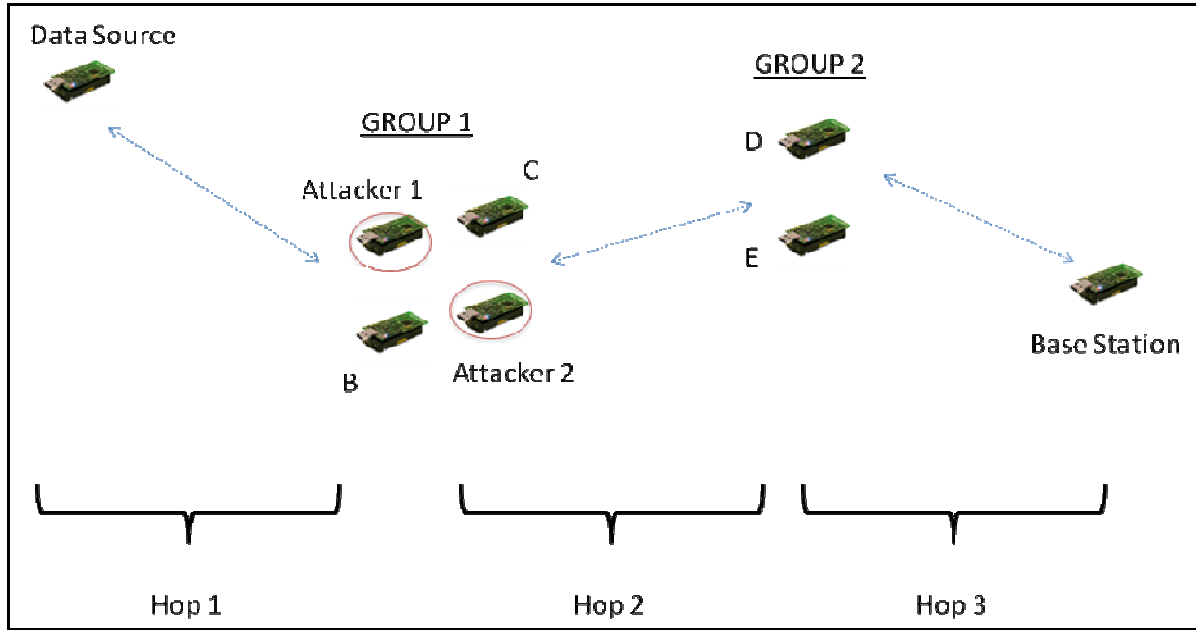 Data Source
GROUP 2
GROUP 1
D
C
Attacker 1
E
Base Station
Attacker 2
B
Hop 1
Hop 2
Hop 3